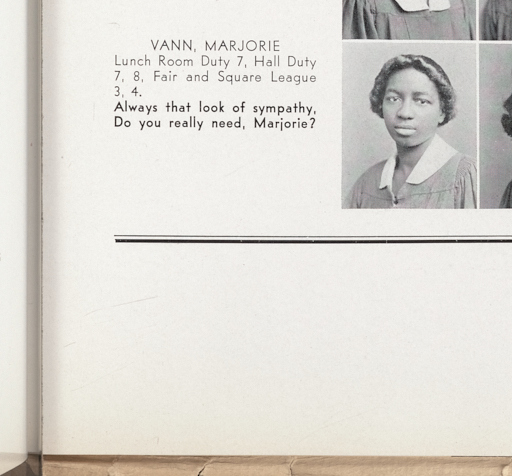 VANN, MARJORIE
Lunch Room Duty 7, Hall Duty
7, 8, Fair and Square League
3, 4.
Always that look of sympathy,
Do you really need, Marjorie?